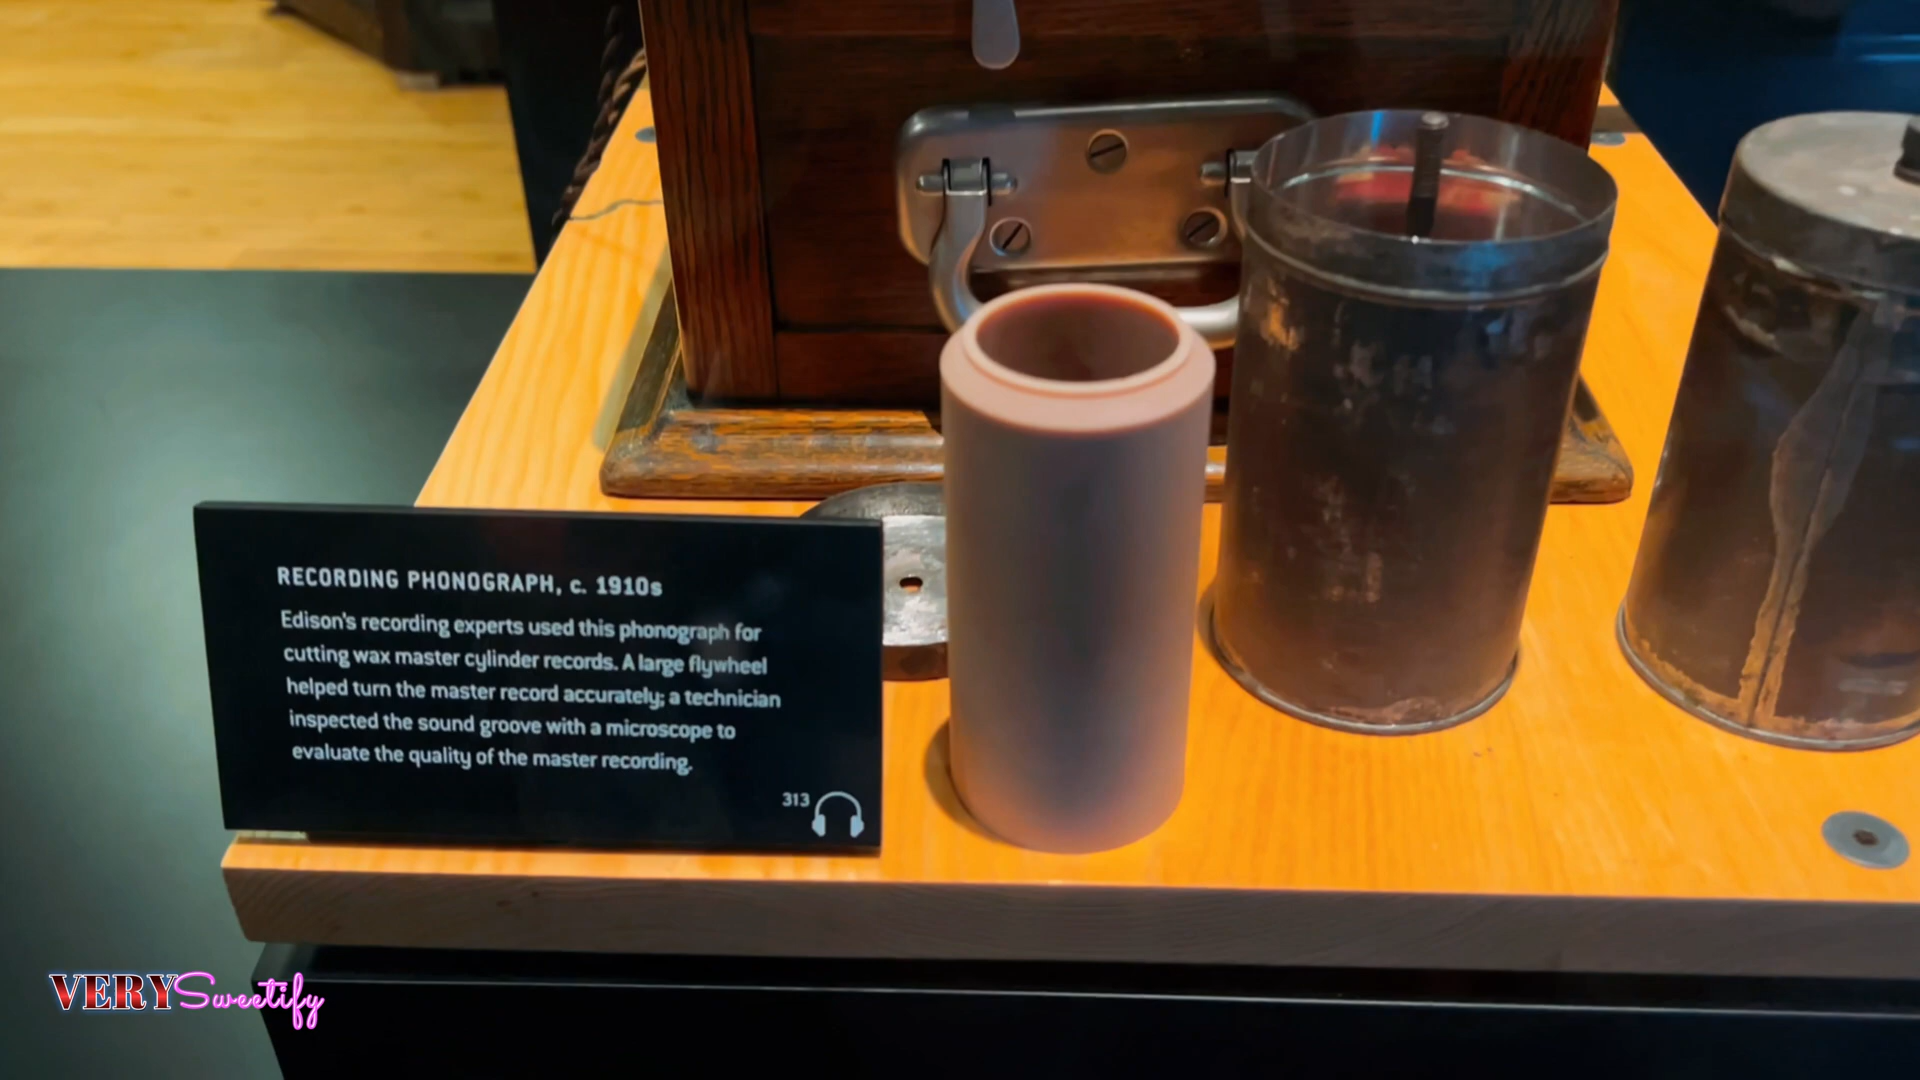 RECORDING PHONOGRAPH, c. 1910s
Edison's recording experts used this phonograph for
cutting wax master cylinder records. A large flywheel
helped turn the master record accurately; a technician
inspected the sound groove with a microscope to
evaluate the quality of the master recording.
313
VERY Sweetify